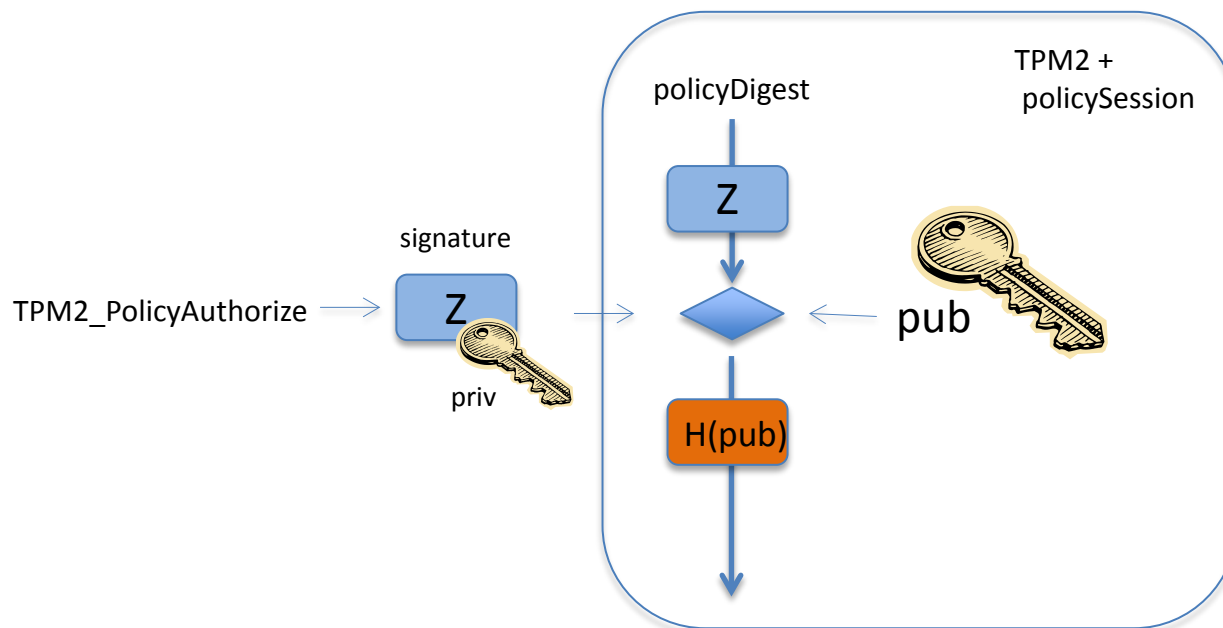 TPM2 +
policySession
policyDigest
Z
signature
TPM2_PolicyAuthorize
Z
priv
pub
H(pub)